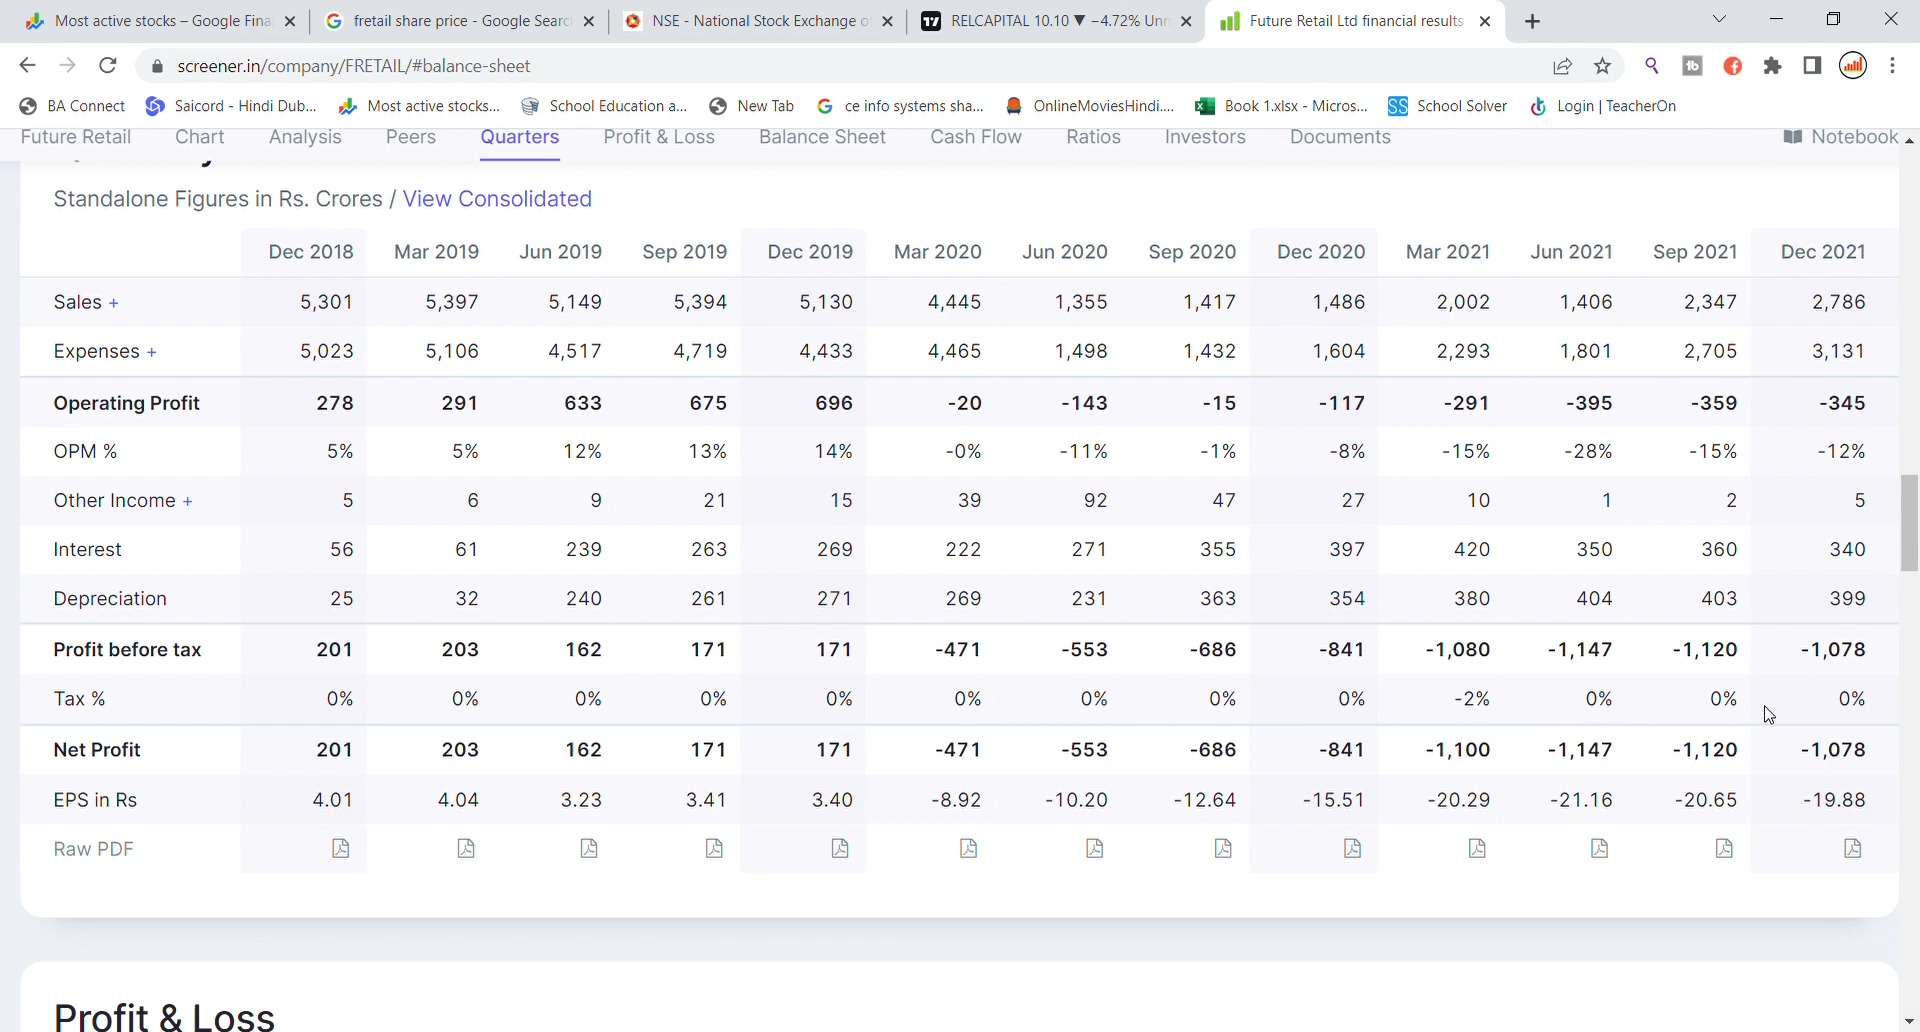 Most active stocks – Google Fina
fretail share price - Google Searc
NSE - National Stock Exchange o
RELCAPITAL 10.10 ▼ −4.72% Unn
Future Retail Ltd financial results
screener.in/company/FRETAIL/#balance-sheet
BA Connect
Saicord - Hindi Dub...
Most active stocks...
School Education a...
New Tab
ce info systems sha...
OnlineMoviesHindi....
Book 1.xlsx - Micros...
School Solver
Login | TeacherOn
Future Retail Chart Analysis Peers Quarters Profit & Loss Balance Sheet Cash Flow Ratios Investors Documents Notebook
Standalone Figures in Rs. Crores / View Consolidated
Dec 2018 Mar 2019 Jun 2019 Sep 2019 Dec 2019 Mar 2020 Jun 2020 Sep 2020 Dec 2020 Mar 2021 Jun 2021 Sep 2021 Dec 2021
Sales + 5,301 5,397 5,149 5,394 5,130 4,445 1,355 1,417 1,486 2,002 1,406 2,347 2,786
Expenses + 5,023 5,106 4,517 4,719 4,433 4,465 1,498 1,432 1,604 2,293 1,801 2,705 3,131
Operating Profit 278 291 633 675 696 -20 -143 -15 -117 -291 -395 -359 -345
OPM % 5% 5% 12% 13% 14% -0% -11% -1% -8% -15% -28% -15% -12%
Other Income + 5 6 9 21 15 39 92 47 27 10 1 2 5
Interest 56 61 239 263 269 222 271 355 397 420 350 360 340
Depreciation 25 32 240 261 271 269 231 363 354 380 404 403 399
Profit before tax 201 203 162 171 171 -471 -553 -686 -841 -1,080 -1,147 -1,120 -1,078
Tax % 0% 0% 0% 0% 0% 0% 0% 0% 0% -2% 0% 0% 0%
Net Profit 201 203 162 171 171 -471 -553 -686 -841 -1,100 -1,147 -1,120 -1,078
EPS in Rs 4.01 4.04 3.23 3.41 3.40 -8.92 -10.20 -12.64 -15.51 -20.29 -21.16 -20.65 -19.88
Raw PDF
Profit & Loss